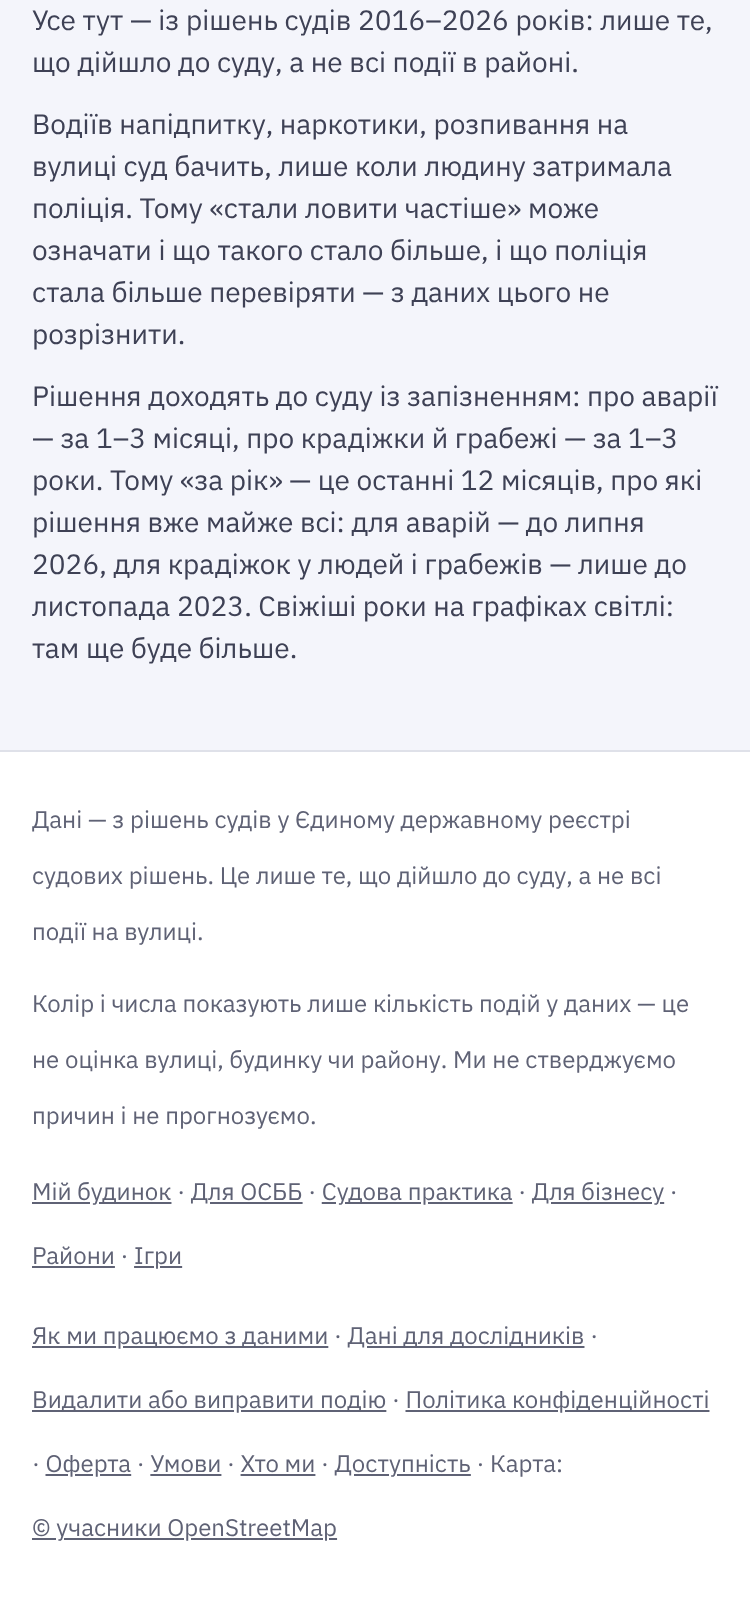 Усе тут — із рішень судів 2016–2026 років: лише те,
що дійшло до суду, а не всі події в районі.
Водіїв напідпитку, наркотики, розпивання на
вулиці суд бачить, лише коли людину затримала
поліція. Тому «стали ловити частіше» може
означати і що такого стало більше, і що поліція
стала більше перевіряти — з даних цього не
розрізнити.
Рішення доходять до суду із запізненням: про аварії
— за 1–3 місяці, про крадіжки й грабежі — за 1–3
роки. Тому «за рік» — це останні 12 місяців, про які
рішення вже майже всі: для аварій — до липня
2026, для крадіжок у людей і грабежів — лише до
листопада 2023. Свіжіші роки на графіках світлі:
там ще буде більше.
Дані — з рішень судів у Єдиному державному реєстрі
судових рішень. Це лише те, що дійшло до суду, а не всі
події на вулиці.
Колір і числа показують лише кількість подій у даних — це
не оцінка вулиці, будинку чи району. Ми не стверджуємо
причин і не прогнозуємо.
Мій будинок · Для ОСББ · Судова практика · Для бізнесу ·
Райони · Ігри
Як ми працюємо з даними · Дані для дослідників ·
Видалити або виправити подію · Політика конфіденційності
· Оферта · Умови · Хто ми · Доступність · Карта:
© учасники OpenStreetMap